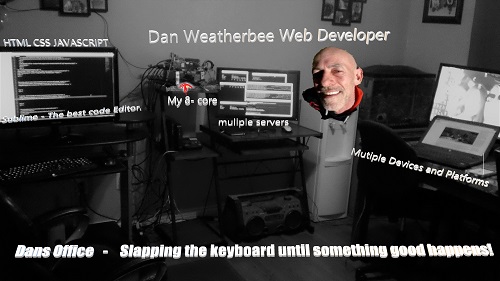 Dan Weatherbee Web Developer
HTML CSS JAVASCRIPT
My 8- core
Sublime - The best code Editor
muliple servers
Mutiple Devices and Platforms
Dans Office - Slapping the keyboard until something good happens!